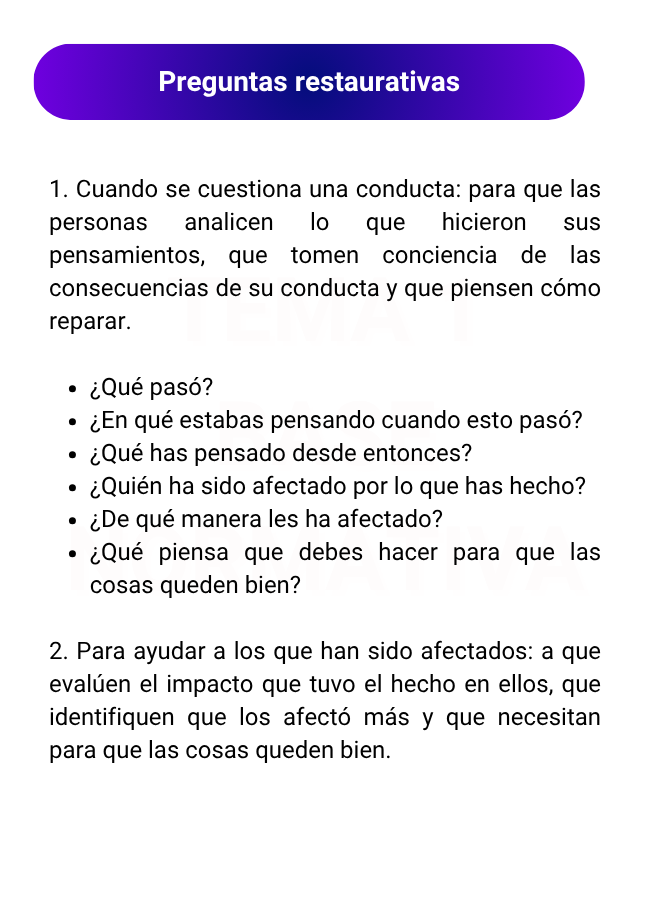 Preguntas restaurativas
1. Cuando se cuestiona una conducta: para que las
personas analicen lo que hicieron sus
pensamientos, que tomen conciencia de las
consecuencias de su conducta y que piensen cómo
reparar.
• ¿Qué pasó?
• ¿En qué estabas pensando cuando esto pasó?
• ¿Qué has pensado desde entonces?
• ¿Quién ha sido afectado por lo que has hecho?
• ¿De qué manera les ha afectado?
• ¿Qué piensa que debes hacer para que las
cosas queden bien?
2. Para ayudar a los que han sido afectados: a que
evalúen el impacto que tuvo el hecho en ellos, que
identifiquen que los afectó más y que necesitan
para que las cosas queden bien.